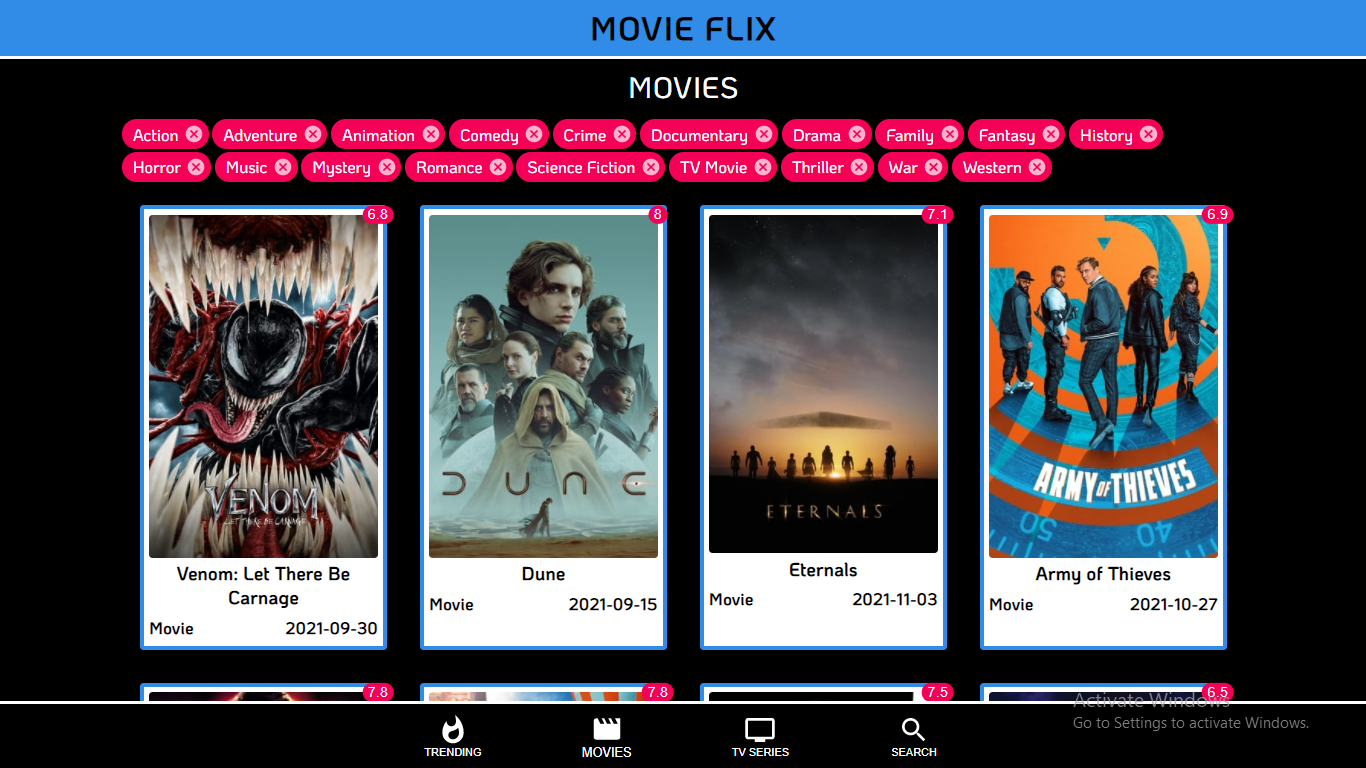 MOVIE FLIX
MOVIES
Action Adventure Animation Comedy Crime Documentary Drama Family Fantasy History
Horror Music Mystery Romance Science Fiction TV Movie Thriller War Western
6.8 8 7.1 6.9
VENOM
LET THERE BE CARNAGE
DUNE
ETERNALS
ARMY OF THIEVES
50 40
Venom: Let There Be
Carnage
Movie 2021-09-30
Dune
Movie 2021-09-15
Eternals
Movie 2021-11-03
Army of Thieves
Movie 2021-10-27
7.8 7.8 7.5 6.5
Activate Windows
Go to Settings to activate Windows.
TRENDING MOVIES TV SERIES SEARCH